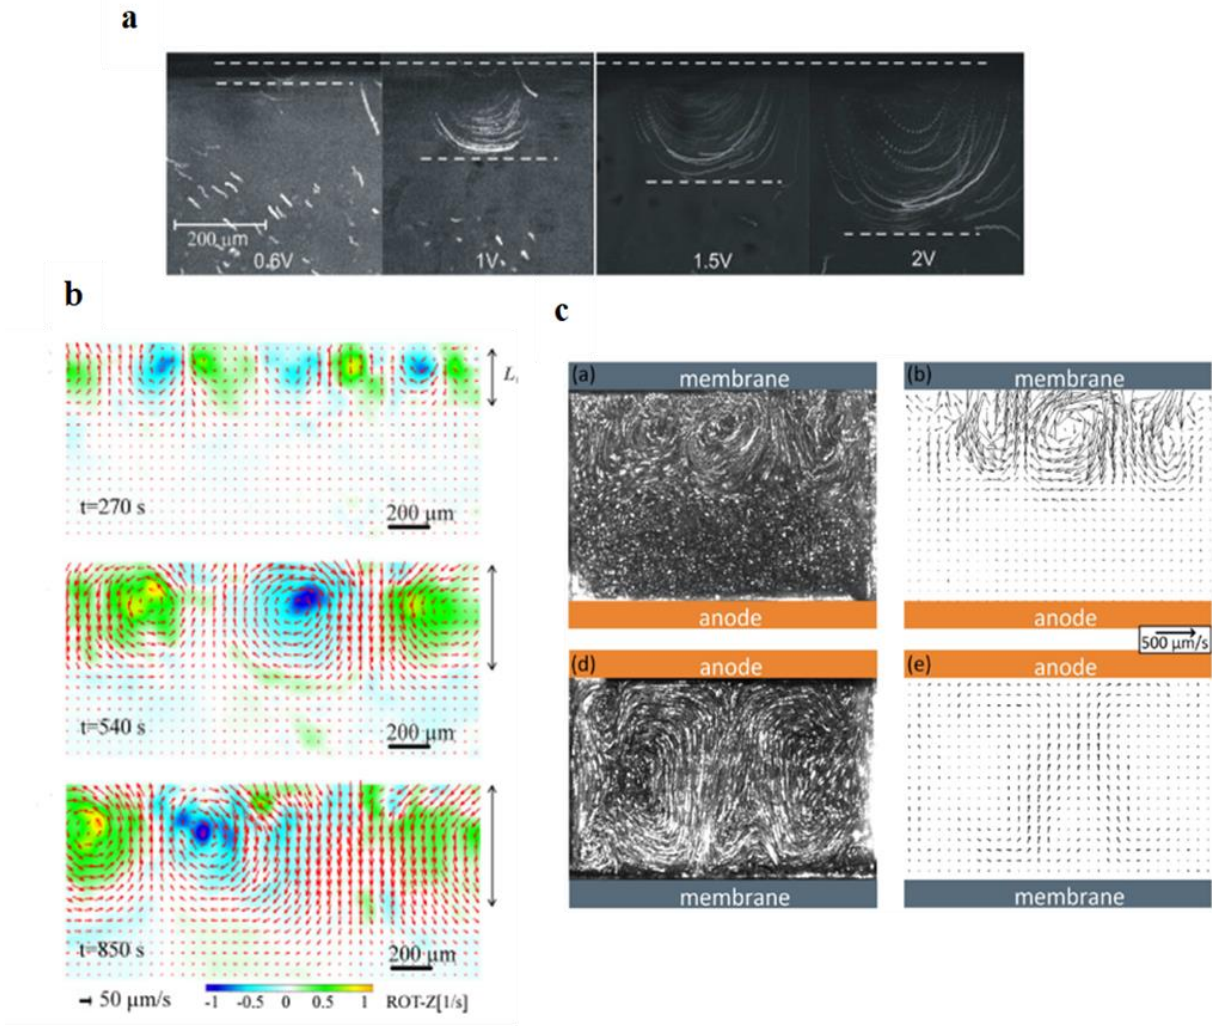 a
200 μm
0.6V
1V
1.5V
2V
b
L
t=270 s
200 μm
t=540 s
200 μm
t=850 s
200 μm
50 μm/s
-1 -0.5 0 0.5 1
ROT-Z[1/s]
c
(a)
membrane
anode
(b)
membrane
anode
500 μm/s
(d)
anode
membrane
(e)
anode
membrane